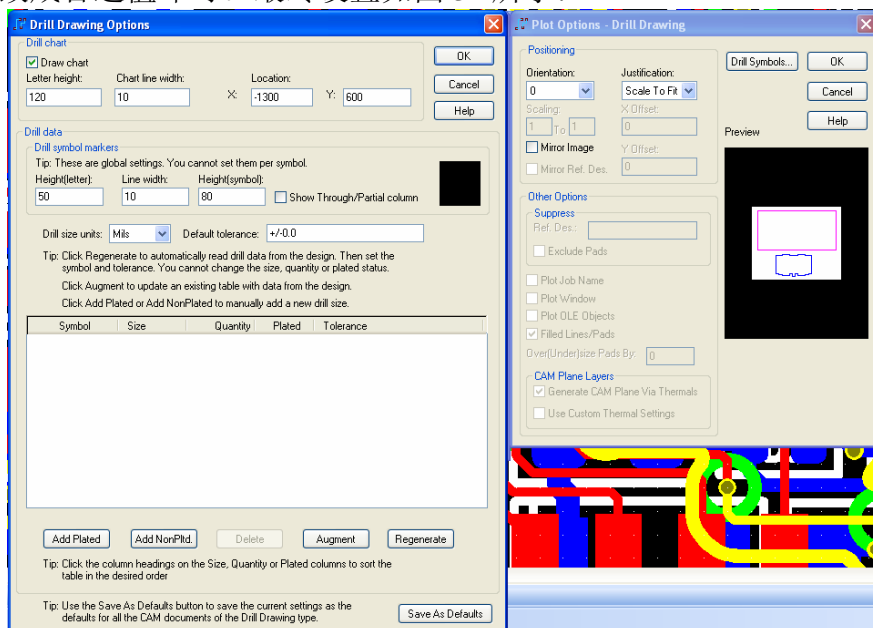 Drill Drawing Options
Drill chart
Draw chart
Letter height: Chart line width: Location:
120 10 X: -1300 Y: 600
OK
Cancel
Help
Drill data
Drill symbol markers
Tip: These are global settings. You cannot set them per symbol.
Height(letter): Line width: Height(symbol):
50 10 80 Show Through/Partial column
Drill size units: Mils Default tolerance: +/-0.0
Tip: Click Regenerate to automatically read drill data from the design. Then set the
symbol and tolerance. You cannot change the size, quantity or plated status.
Click Augment to update an existing table with data from the design.
Click Add Plated or Add NonPlated to manually add a new drill size.
Symbol Size Quantity Plated Tolerance
Add Plated Add NonPltd. Delete Augment Regenerate
Tip: Click the column headings on the Size, Quantity or Plated columns to sort the
table in the desired order
Tip: Use the Save As Defaults button to save the current settings as the
defaults for all the CAM documents of the Drill Drawing type.
Save As Defaults
Plot Options - Drill Drawing
Positioning
Orientation: Justification:
0 Scale To Fit
Scaling: X Offset:
1 To 1 0
Mirror Image Y Offset:
Mirror Ref. Des. 0
Drill Symbols... OK
Cancel
Help
Preview
Other Options
Suppress
Ref. Des.:
Exclude Pads
Plot Job Name
Plot Window
Plot OLE Objects
Filled Lines/Pads
Over(Under)size Pads By: 0
CAM Plane Layers
Generate CAM Plane Via Thermals
Use Custom Thermal Settings